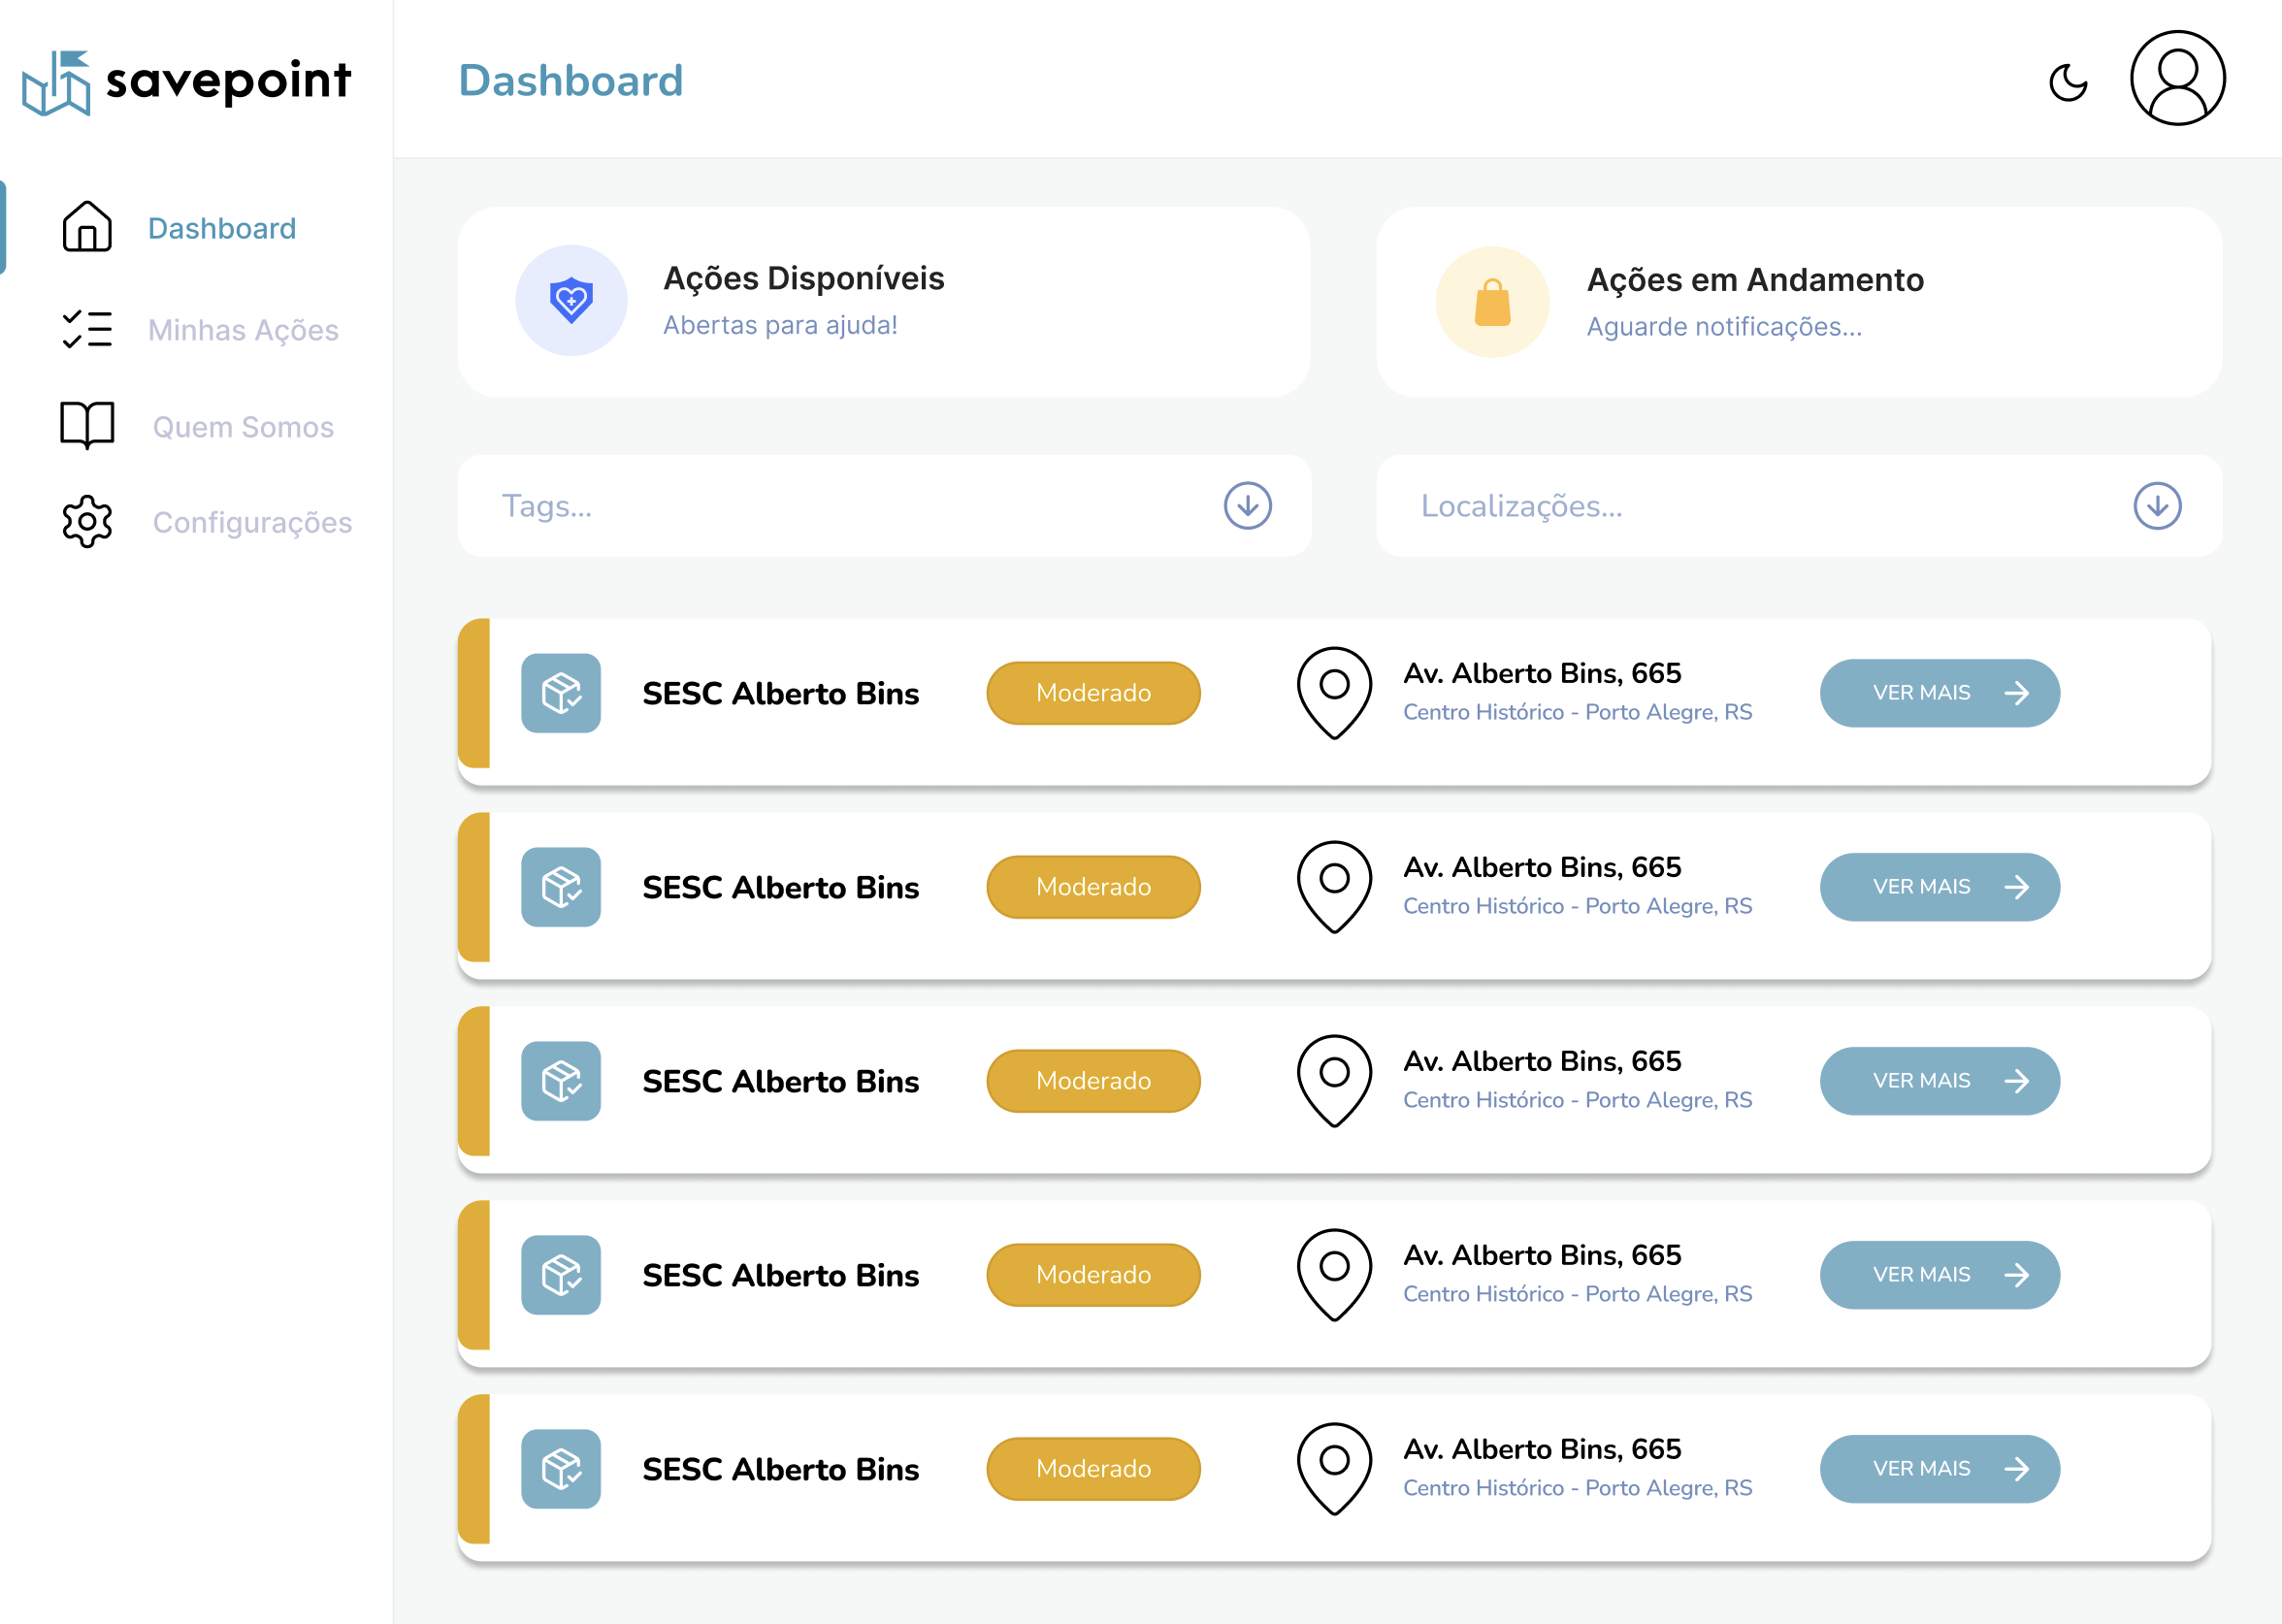 savepoint
Dashboard
Dashboard
Minhas Ações
Quem Somos
Configurações
Ações Disponíveis
Abertas para ajuda!
Ações em Andamento
Aguarde notificações...
Tags...
Localizações...
SESC Alberto Bins
Moderado
Av. Alberto Bins, 665
Centro Histórico - Porto Alegre, RS
VER MAIS
SESC Alberto Bins
Moderado
Av. Alberto Bins, 665
Centro Histórico - Porto Alegre, RS
VER MAIS
SESC Alberto Bins
Moderado
Av. Alberto Bins, 665
Centro Histórico - Porto Alegre, RS
VER MAIS
SESC Alberto Bins
Moderado
Av. Alberto Bins, 665
Centro Histórico - Porto Alegre, RS
VER MAIS
SESC Alberto Bins
Moderado
Av. Alberto Bins, 665
Centro Histórico - Porto Alegre, RS
VER MAIS